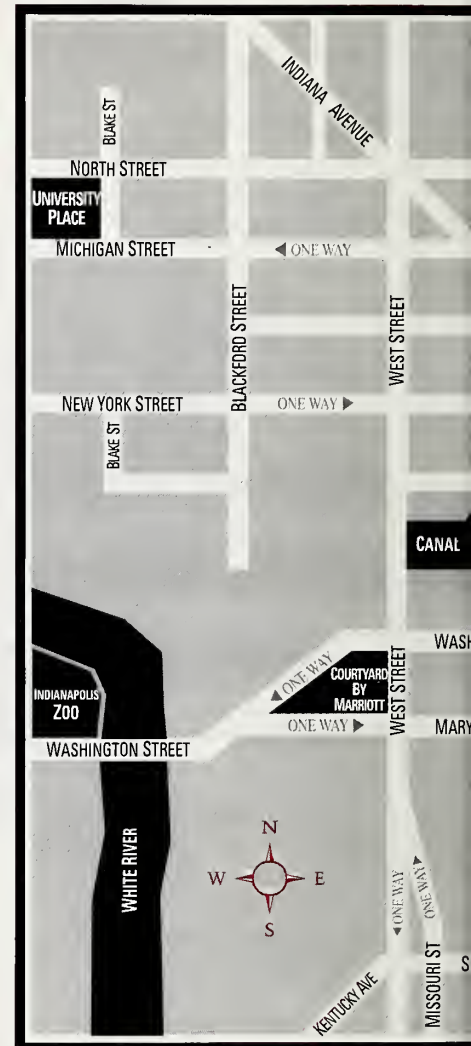 INDIANA AVENUE
BLAKE ST
NORTH STREET
UNIVERSITY
PLACE
MICHIGAN STREET
◄ ONE WAY
BLACKFORD STREET
WEST STREET
NEW YORK STREET
ONE WAY ►
BLAKE ST
CANAL
WASH
◄ ONE WAY
COURTYARD
BY
MARRIOTT
WEST STREET
INDIANAPOLIS
ZOO
ONE WAY ►
MARY
WASHINGTON STREET
WHITE RIVER
N
W E
S
◄ ONE WAY
ONE WAY ►
MISSOURI ST
KENTUCKY AVE
S